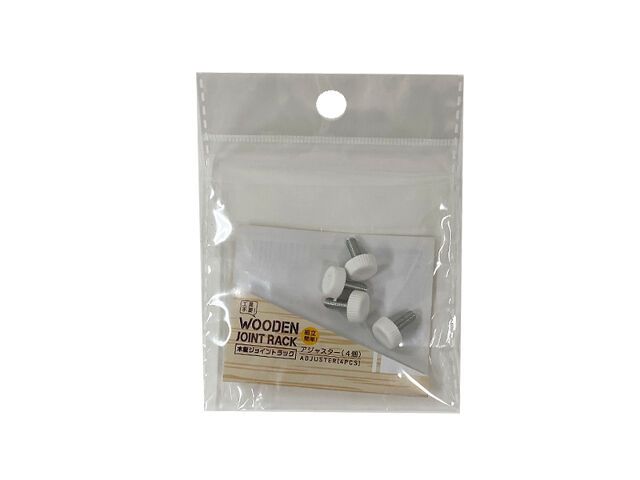 工具
不要!
WOODEN
JOINT RACK
組立
簡単!
木製ジョイントラック
アジャスター(4個)
ADJUSTER(4PCS)